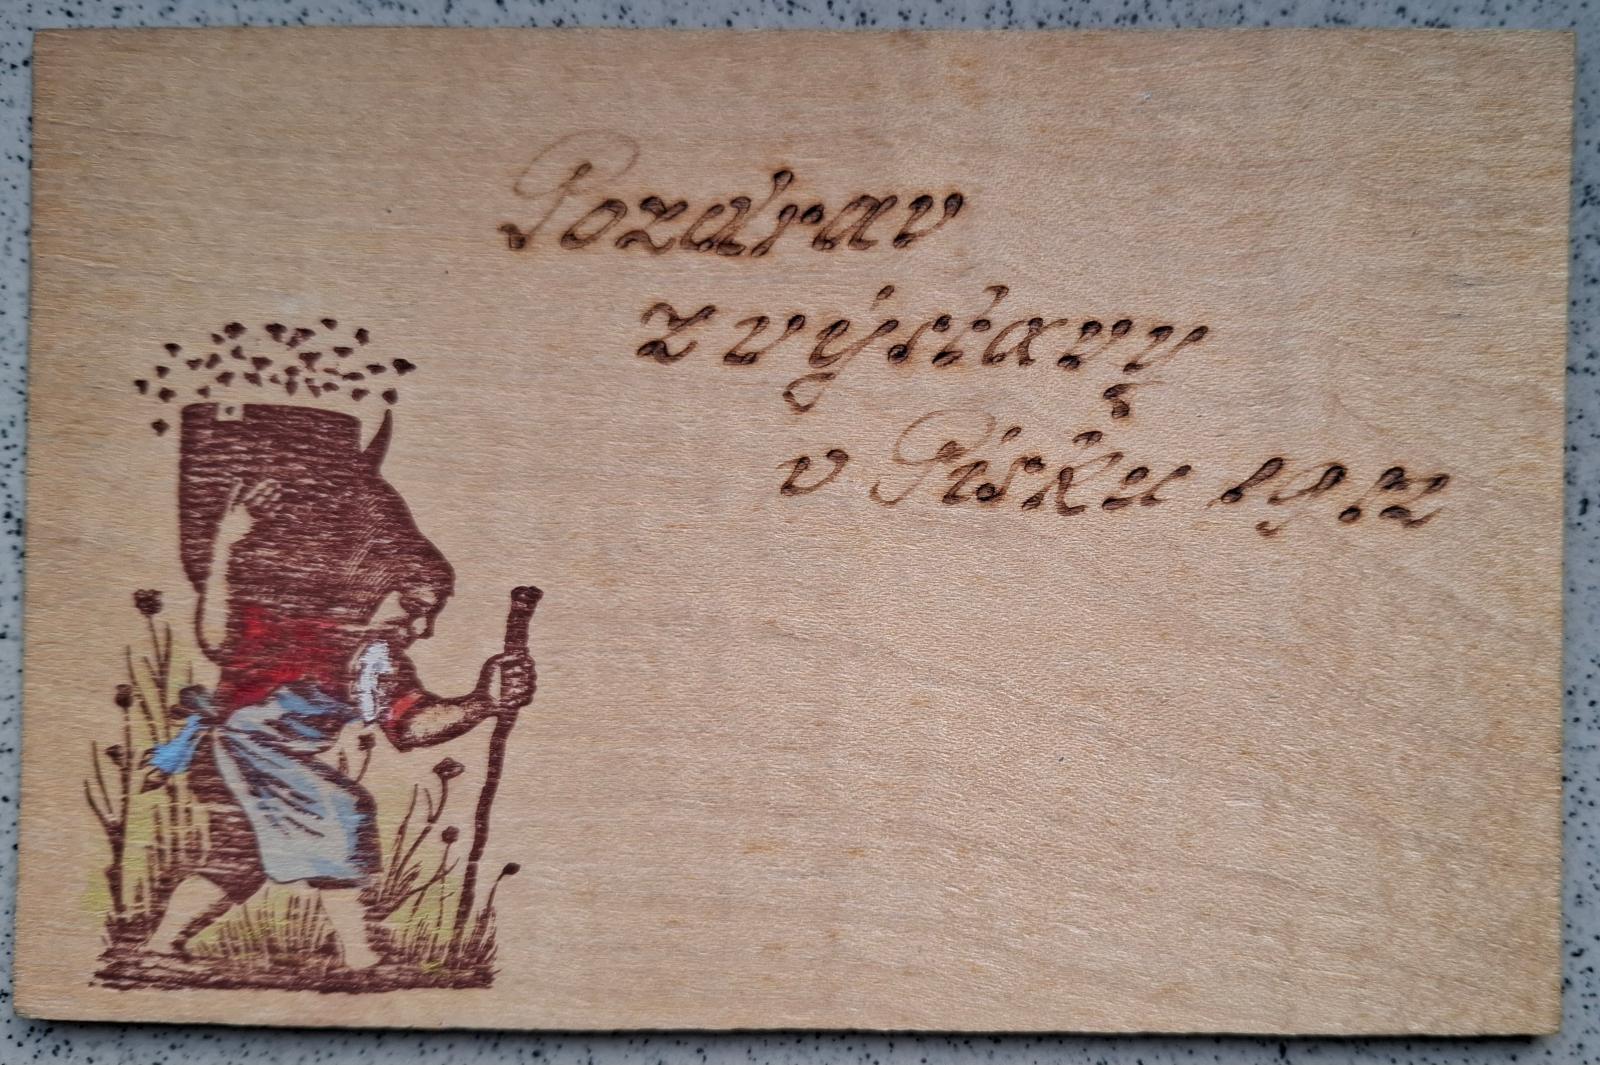 Pozdrav
z výstavy
v Písku 1912